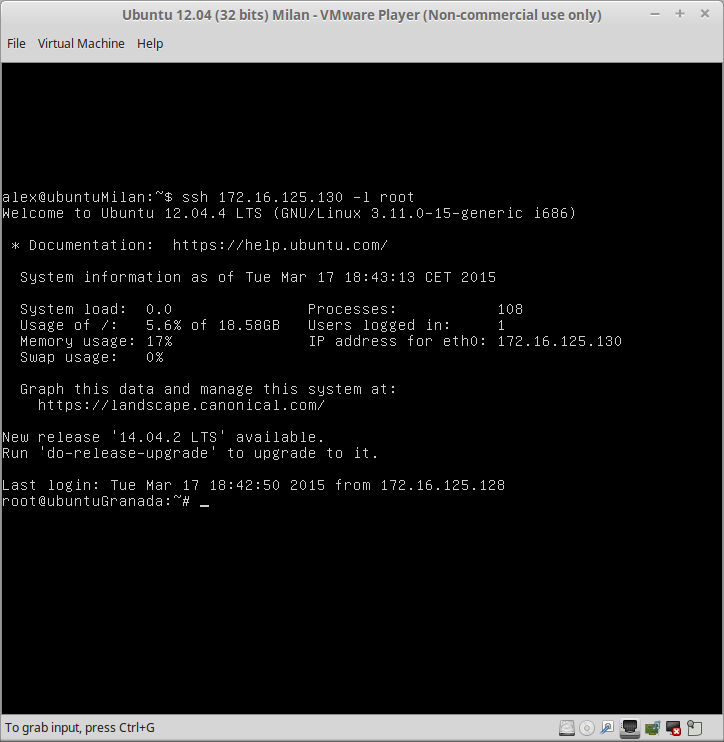 Ubuntu 12.04 (32 bits) Milan - VMware Player (Non-commercial use only)
File Virtual Machine Help
alex@ubuntuMilan:~$ ssh 172.16.125.130 -l root
Welcome to Ubuntu 12.04.4 LTS (GNU/Linux 3.11.0-15-generic i686)
* Documentation: https://help.ubuntu.com/
System information as of Tue Mar 17 18:43:13 CET 2015
System load: 0.0 Processes: 108
Usage of /: 5.6% of 18.58GB Users logged in: 1
Memory usage: 17% IP address for eth0: 172.16.125.130
Swap usage: 0%
Graph this data and manage this system at:
https://landscape.canonical.com/
New release '14.04.2 LTS' available.
Run 'do-release-upgrade' to upgrade to it.
Last login: Tue Mar 17 18:42:50 2015 from 172.16.125.128
root@ubuntuGranada:~# _
To grab input, press Ctrl+G